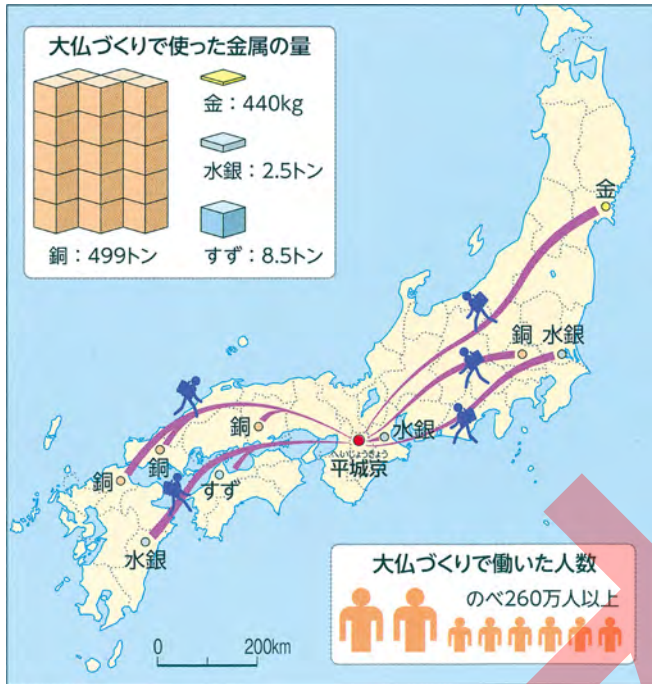 大仏づくりで使った金属の量
金：440kg
水銀：2.5トン
銅：499トン
すず：8.5トン
金
銅
水銀
銅
水銀
へいじょうきょう
平城京
銅
銅
すず
水銀
0
200km
大仏づくりで働いた人数
のべ260万人以上